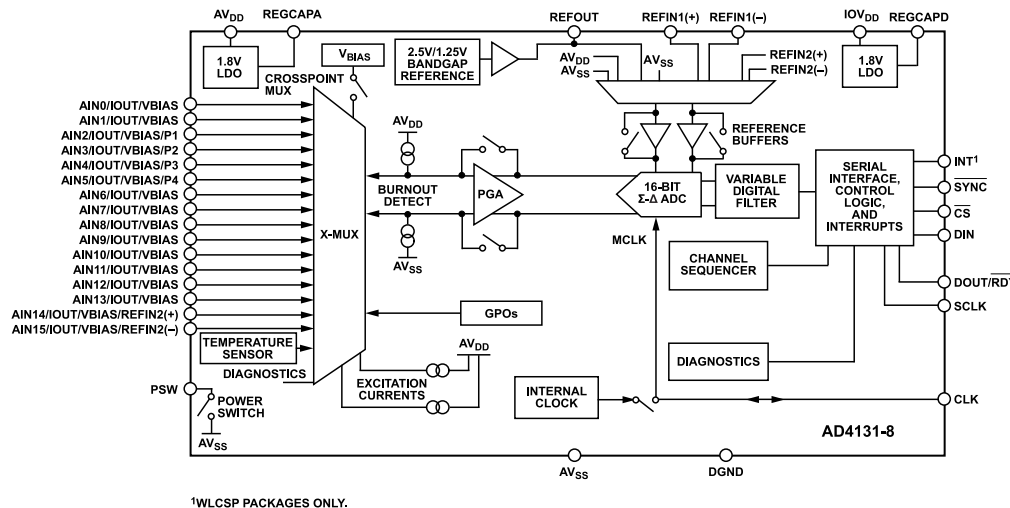 AVDD
REGCAPA
REFOUT
REFIN1(+)
REFIN1(–)
IOVDD
REGCAPD
1.8V
LDO
VBIAS
CROSSPOINT
MUX
2.5V/1.25V
BANDGAP
REFERENCE
AVDD
AVSS
AVSS
REFIN2(+)
REFIN2(–)
1.8V
LDO
AIN0/IOUT/VBIAS
AIN1/IOUT/VBIAS
AIN2/IOUT/VBIAS/P1
AIN3/IOUT/VBIAS/P2
AIN4/IOUT/VBIAS/P3
AIN5/IOUT/VBIAS/P4
AIN6/IOUT/VBIAS
AIN7/IOUT/VBIAS
AIN8/IOUT/VBIAS
AIN9/IOUT/VBIAS
AIN10/IOUT/VBIAS
AIN11/IOUT/VBIAS
AIN12/IOUT/VBIAS
AIN13/IOUT/VBIAS
AIN14/IOUT/VBIAS/REFIN2(+)
AIN15/IOUT/VBIAS/REFIN2(–)
TEMPERATURE
SENSOR
DIAGNOSTICS
X-MUX
AVDD
BURNOUT
DETECT
AVSS
PGA
REFERENCE
BUFFERS
16-BIT
Σ-Δ ADC
VARIABLE
DIGITAL
FILTER
SERIAL
INTERFACE,
CONTROL
LOGIC,
AND
INTERRUPTS
INT1
SYNC
CS
DIN
DOUT/RDY
SCLK
MCLK
CHANNEL
SEQUENCER
GPOs
AVDD
EXCITATION
CURRENTS
DIAGNOSTICS
INTERNAL
CLOCK
CLK
PSW
POWER
SWITCH
AVSS
AD4131-8
AVSS
DGND
1WLCSP PACKAGES ONLY.